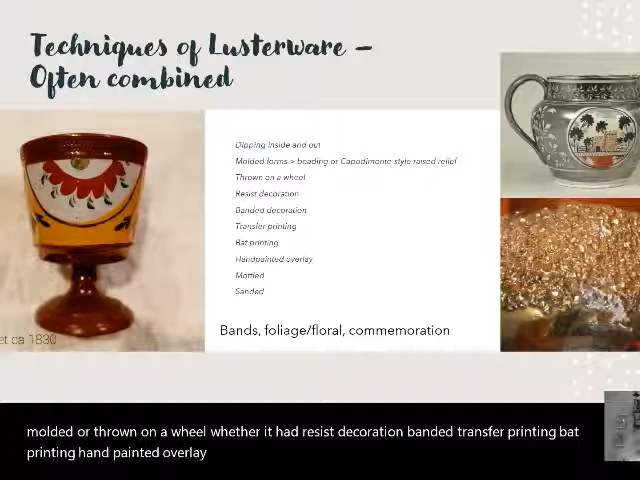 Techniques of Lusterware –
Often combined
Dipping inside and out
Molded forms > beading or Capodimonte style raised relief
Thrown on a wheel
Resist decoration
Banded decoration
Transfer printing
Bat printing
Handpainted overlay
Mottled
Sanded
Bands, foliage/floral, commemoration
et ca 1830
molded or thrown on a wheel whether it had resist decoration banded transfer printing bat
printing hand painted overlay